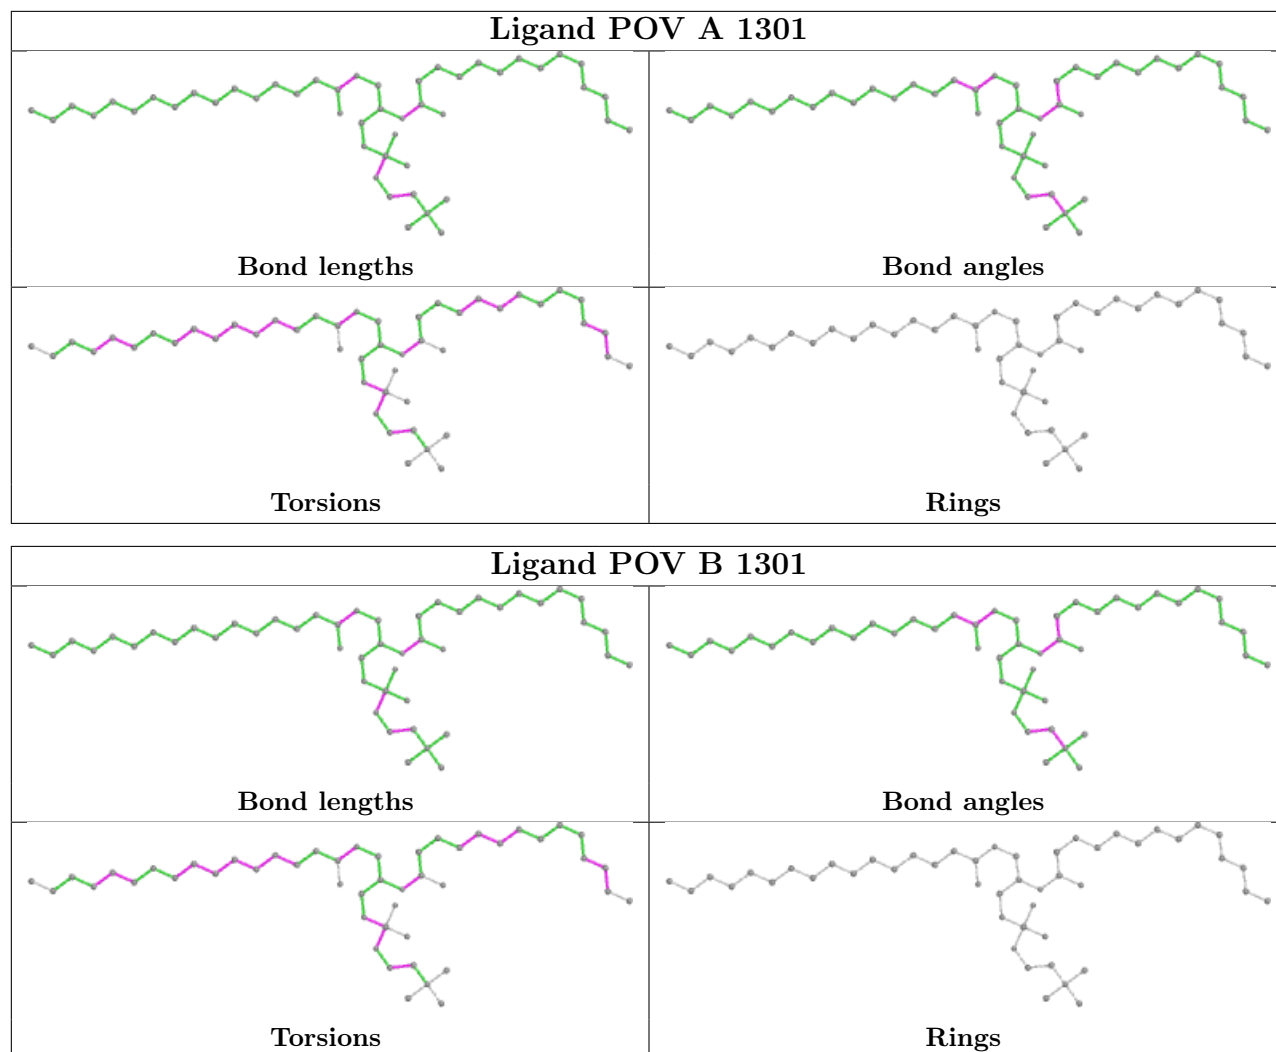 Ligand POV A 1301
Bond lengths
Bond angles
Torsions
Rings
Ligand POV B 1301
Bond lengths
Bond angles
Torsions
Rings